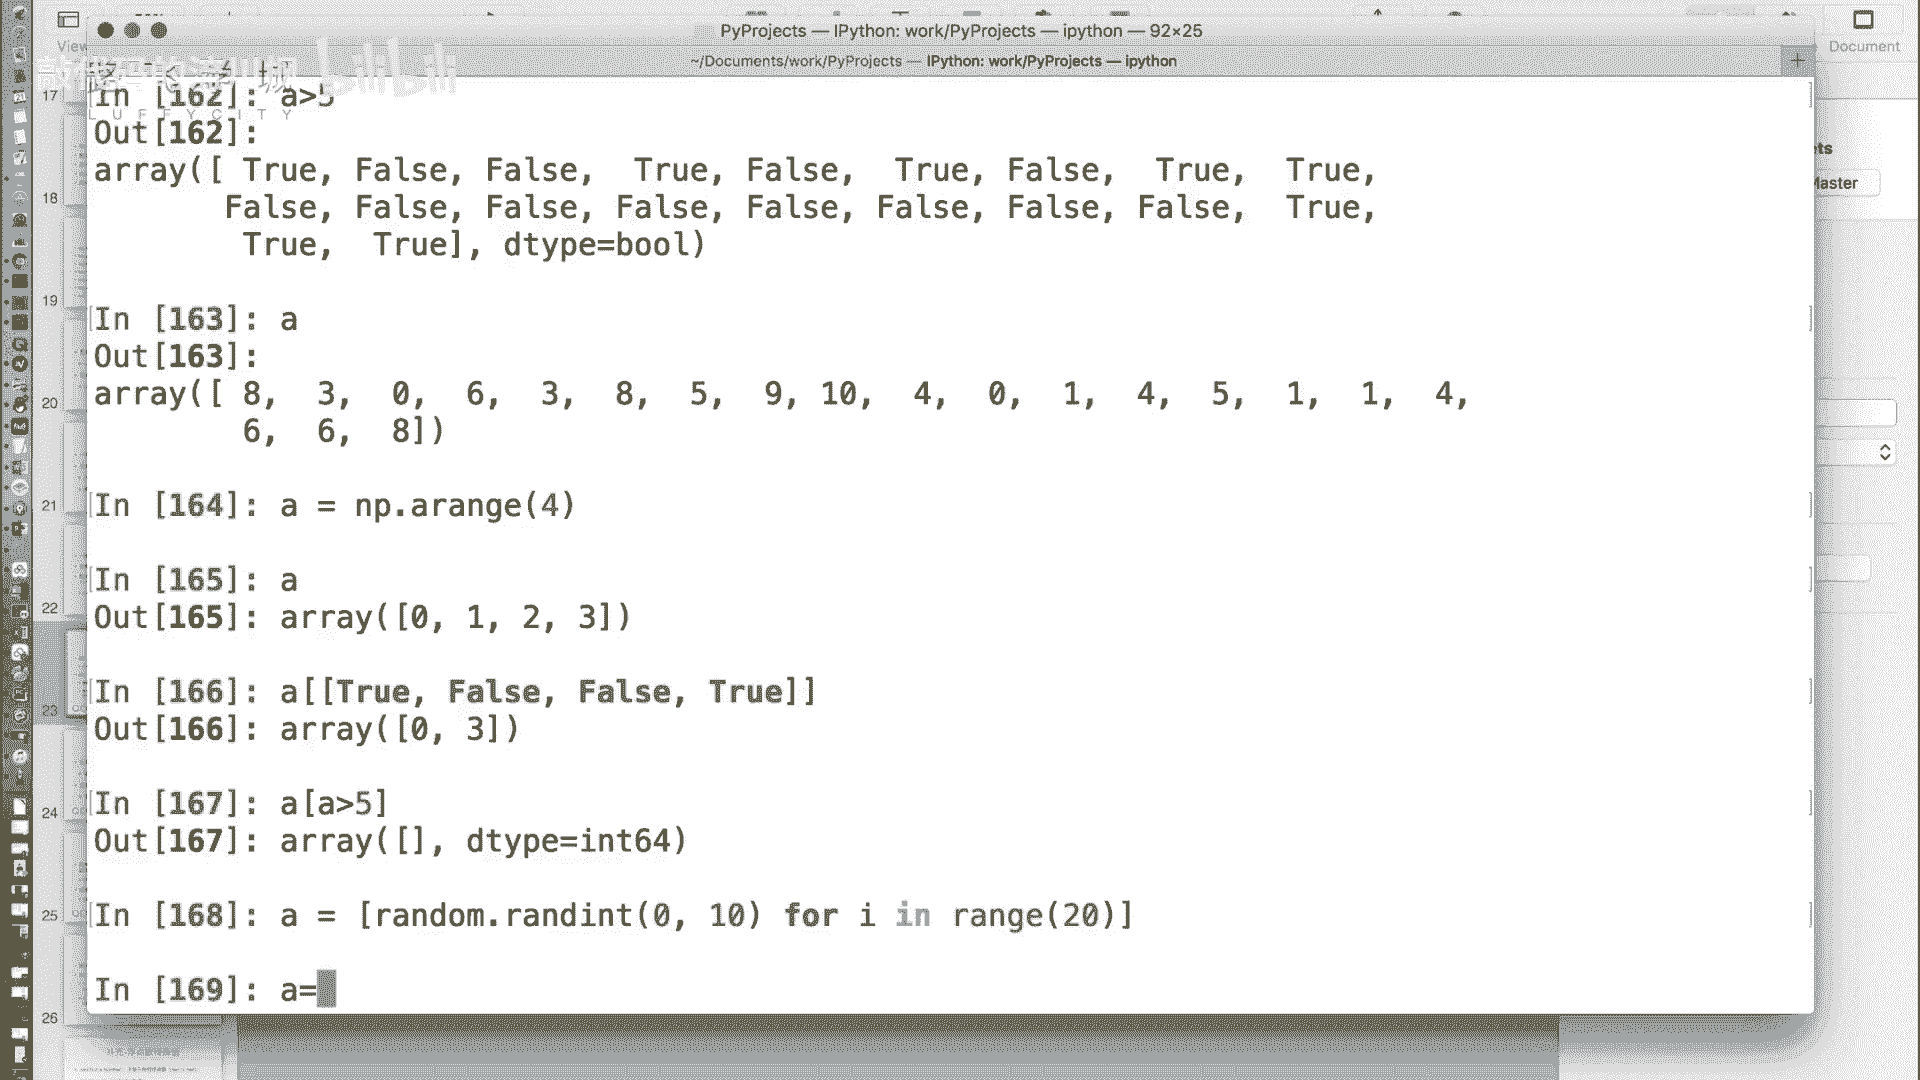 View
Document
PyProjects — IPython: work/PyProjects — ipython — 92×25
~/Documents/work/PyProjects — IPython: work/PyProjects — ipython
bilibili
LUFFYCITY
In [162]: a>5
Out[162]:
array([ True, False, False,  True, False,  True, False,  True,  True,
       False, False, False, False, False, False, False, False,  True,
        True,  True], dtype=bool)
In [163]: a
Out[163]:
array([ 8,  3,  0,  6,  3,  8,  5,  9, 10,  4,  0,  1,  4,  5,  1,  1,  4,
        6,  6,  8])
In [164]: a = np.arange(4)
In [165]: a
Out[165]: array([0, 1, 2, 3])
In [166]: a[[True, False, False, True]]
Out[166]: array([0, 3])
In [167]: a[a>5]
Out[167]: array([], dtype=int64)
In [168]: a = [random.randint(0, 10) for i in range(20)]
In [169]: a=
17
18
19
20
21
22
23
24
25
26